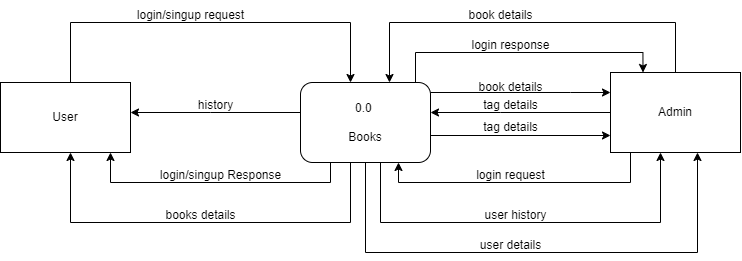 login/singup request
book details
login response
book details
history
tag details
0.0
Admin
User
tag details
Books
login/singup Response
login request
books details
user history
user details